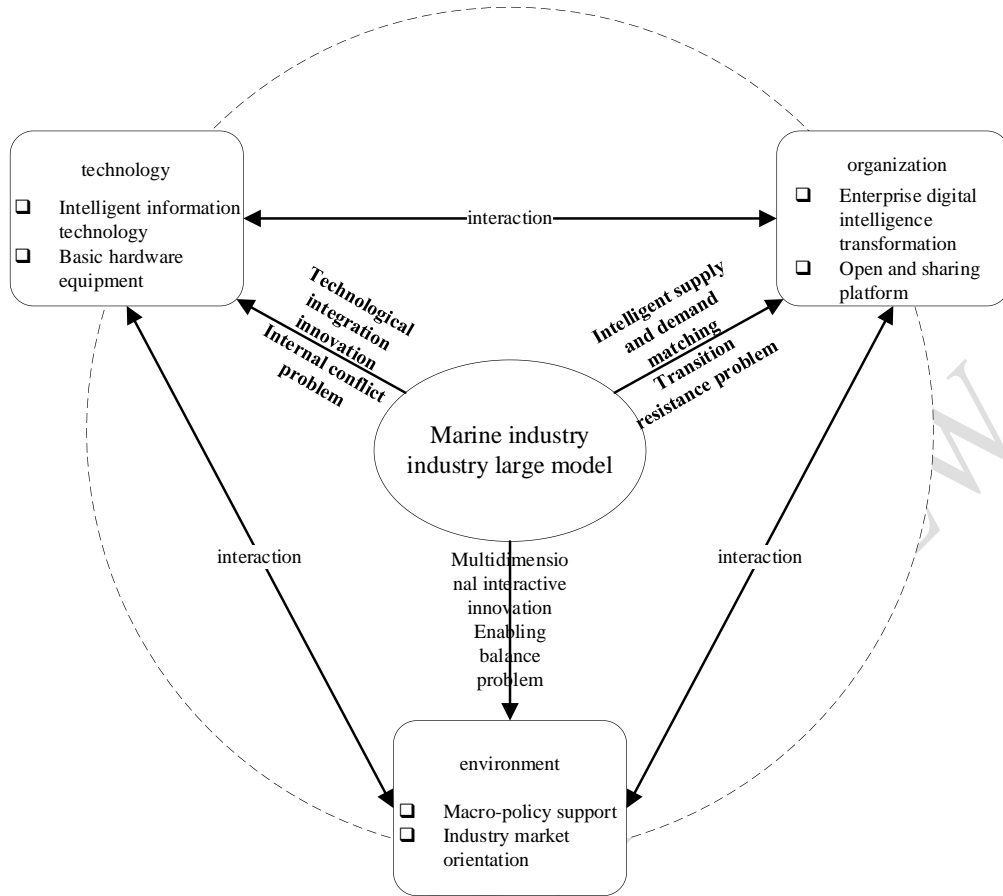 technology
Intelligent information
technology
Basic hardware
equipment
organization
Enterprise digital
intelligence
transformation
Open and sharing
platform
interaction
Technological
integration
innovation
Internal conflict
problem
Intelligent supply
and demand
matching
Transition
resistance problem
Marine industry
industry large model
interaction
interaction
Multidimensio
nal interactive
innovation
Enabling
balance
problem
environment
Macro-policy support
Industry market
orientation